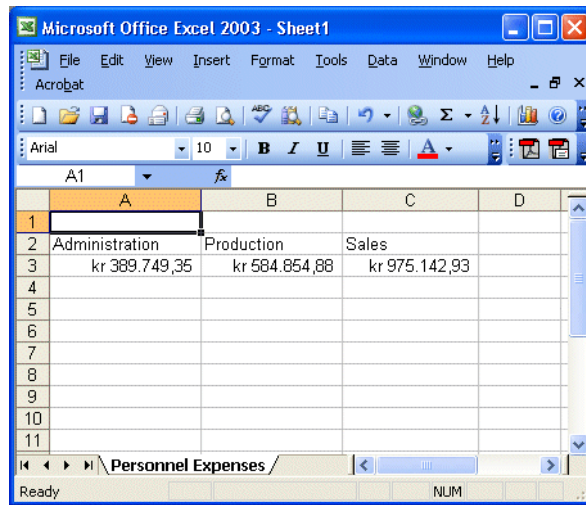 Microsoft Office Excel 2003 - Sheet1
File Edit View Insert Format Tools Data Window Help
Acrobat
ABC Σ A Z
Arial 10 B I U A
A1 fx
A B C D
1
2 Administration Production Sales
3 kr 389.749,35 kr 584.854,88 kr 975.142,93
4
5
6
7
8
9
10
11
Personnel Expenses
Ready NUM